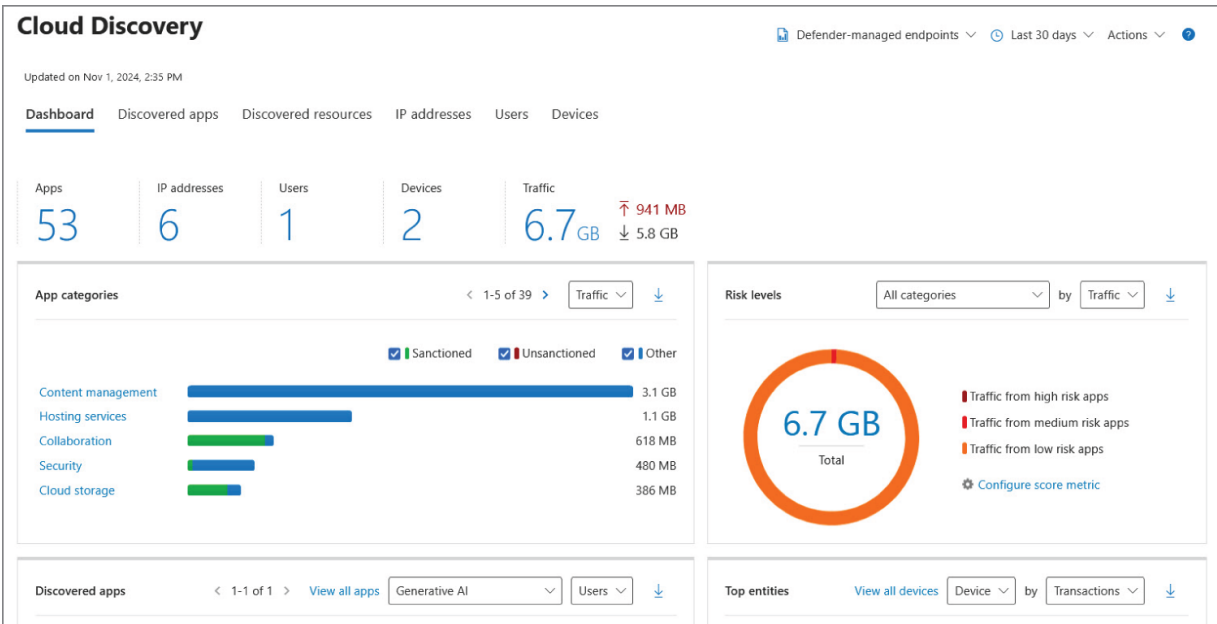 Cloud Discovery
Defender-managed endpoints Last 30 days Actions ?
Updated on Nov 1, 2024, 2:35 PM
Dashboard Discovered apps Discovered resources IP addresses Users Devices
Apps IP addresses Users Devices Traffic
53 6 1 2 6.7 GB
941 MB
5.8 GB
App categories
1-5 of 39 Traffic
Sanctioned Unsanctioned Other
Content management 3.1 GB
Hosting services 1.1 GB
Collaboration 618 MB
Security 480 MB
Cloud storage 386 MB
Risk levels All categories by Traffic
6.7 GB
Total
Traffic from high risk apps
Traffic from medium risk apps
Traffic from low risk apps
Configure score metric
Discovered apps 1-1 of 1 View all apps Generative AI Users
Top entities View all devices Device by Transactions